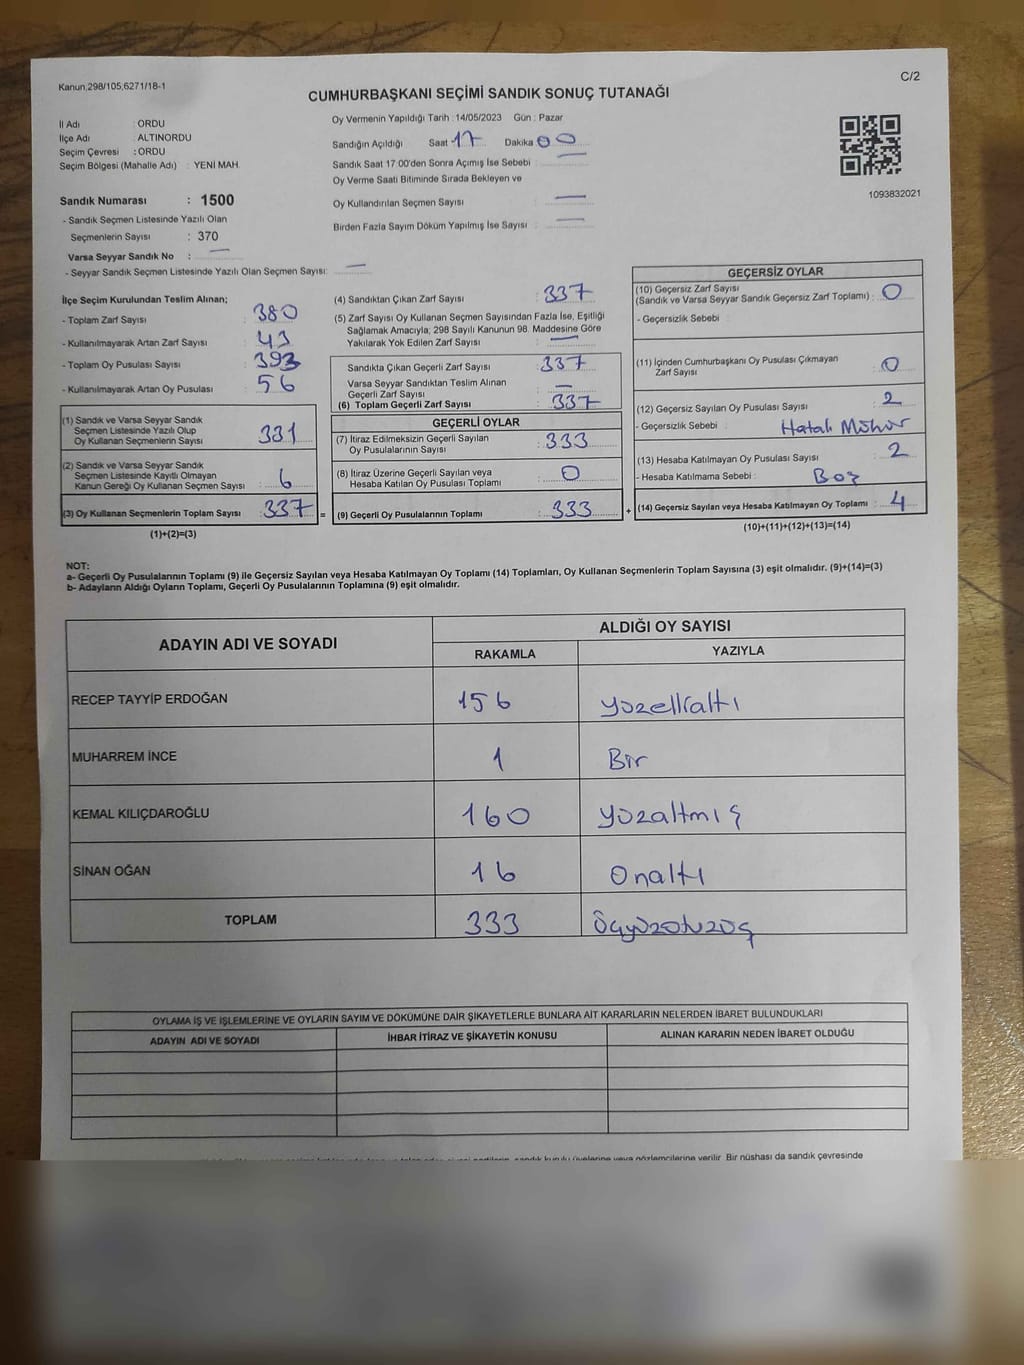 Kanun,298/105,6271/18-1
C/2
CUMHURBAŞKANI SEÇİMİ SANDIK SONUÇ TUTANAĞI
İl Adı : ORDU
İlçe Adı : ALTINORDU
Seçim Çevresi : ORDU
Seçim Bölgesi (Mahalle Adı) : YENİ MAH.
Sandık Numarası : 1500
- Sandık Seçmen Listesinde Yazılı Olan
Seçmenlerin Sayısı : 370
Varsa Seyyar Sandık No : —
- Seyyar Sandık Seçmen Listesinde Yazılı Olan Seçmen Sayısı: —
Oy Vermenin Yapıldığı Tarih : 14/05/2023 Gün : Pazar
Sandığın Açıldığı Saat 17 Dakika 00
Sandık Saat 17:00'den Sonra Açımış İse Sebebi : —
Oy Verme Saati Bitiminde Sırada Bekleyen ve
Oy Kullandırılan Seçmen Sayısı : —
Birden Fazla Sayım Döküm Yapılmış İse Sayısı : —
1093832021
İlçe Seçim Kurulundan Teslim Alınan;
- Toplam Zarf Sayısı : 380
- Kullanılmayarak Artan Zarf Sayısı : 43
- Toplam Oy Pusulası Sayısı : 393
- Kullanılmayarak Artan Oy Pusulası : 56
(1) Sandık ve Varsa Seyyar Sandık
Seçmen Listesinde Yazılı Olup
Oy Kullanan Seçmenlerin Sayısı : 331
(2) Sandık ve Varsa Seyyar Sandık
Seçmen Listesinde Kayıtlı Olmayan
Kanun Gereği Oy Kullanan Seçmen Sayısı : 6
(3) Oy Kullanan Seçmenlerin Toplam Sayısı : 337 =
(1)+(2)=(3)
(4) Sandıktan Çıkan Zarf Sayısı : 337
(5) Zarf Sayısı Oy Kullanan Seçmen Sayısından Fazla İse, Eşitliği
Sağlamak Amacıyla; 298 Sayılı Kanunun 98. Maddesine Göre
Yakılarak Yok Edilen Zarf Sayısı : —
Sandıkta Çıkan Geçerli Zarf Sayısı : 337
Varsa Seyyar Sandıktan Teslim Alınan
Geçerli Zarf Sayısı : —
(6) Toplam Geçerli Zarf Sayısı : 337
GEÇERLİ OYLAR
(7) İtiraz Edilmeksizin Geçerli Sayılan
Oy Pusulalarının Sayısı : 333
(8) İtiraz Üzerine Geçerli Sayılan veya
Hesaba Katılan Oy Pusulası Toplamı : 0
(9) Geçerli Oy Pusulalarının Toplamı : 333 +
GEÇERSİZ OYLAR
(10) Geçersiz Zarf Sayısı
(Sandık ve Varsa Seyyar Sandık Geçersiz Zarf Toplamı) : 0
- Geçersizlik Sebebi :
(11) İçinden Cumhurbaşkanı Oy Pusulası Çıkmayan
Zarf Sayısı : 0
(12) Geçersiz Sayılan Oy Pusulası Sayısı : 2
- Geçersizlik Sebebi : Hatalı Mühür
(13) Hesaba Katılmayan Oy Pusulası Sayısı : 2
- Hesaba Katılmama Sebebi : Boş
(14) Geçersiz Sayılan veya Hesaba Katılmayan Oy Toplamı : 4
(10)+(11)+(12)+(13)=(14)
NOT:
a- Geçerli Oy Pusulalarının Toplamı (9) ile Geçersiz Sayılan veya Hesaba Katılmayan Oy Toplamı (14) Toplamları, Oy Kullanan Seçmenlerin Toplam Sayısına (3) eşit olmalıdır. (9)+(14)=(3)
b- Adayların Aldığı Oyların Toplamı, Geçerli Oy Pusulalarının Toplamına (9) eşit olmalıdır.
ADAYIN ADI VE SOYADI ALDIĞI OY SAYISI
RAKAMLA YAZIYLA
RECEP TAYYİP ERDOĞAN 156 yüzellialtı
MUHARREM İNCE 1 Bir
KEMAL KILIÇDAROĞLU 160 yüzaltmış
SİNAN OĞAN 16 Onaltı
TOPLAM 333 üçyüzotuzüç
OYLAMA İŞ VE İŞLEMLERİNE VE OYLARIN SAYIM VE DÖKÜMÜNE DAİR ŞİKAYETLERLE BUNLARA AİT KARARLARIN NELERDEN İBARET BULUNDUKLARI
ADAYIN ADI VE SOYADI İHBAR İTİRAZ VE ŞİKAYETİN KONUSU ALINAN KARARIN NEDEN İBARET OLDUĞU
sandık kurulu üyelerine veya gözlemcilerine verilir. Bir nüshası da sandık çevresinde